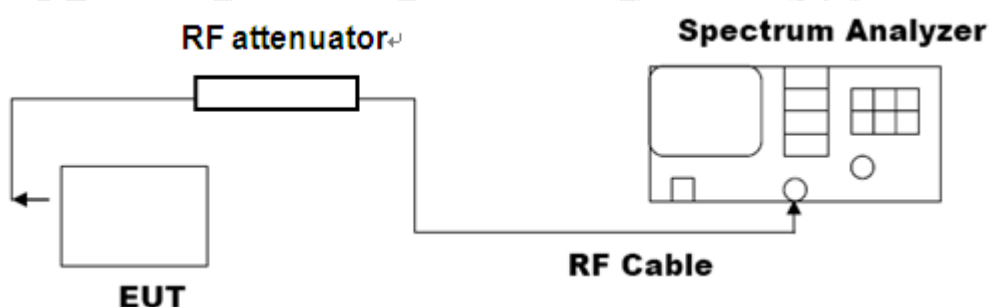 RF attenuator↵
Spectrum Analyzer
RF Cable
EUT